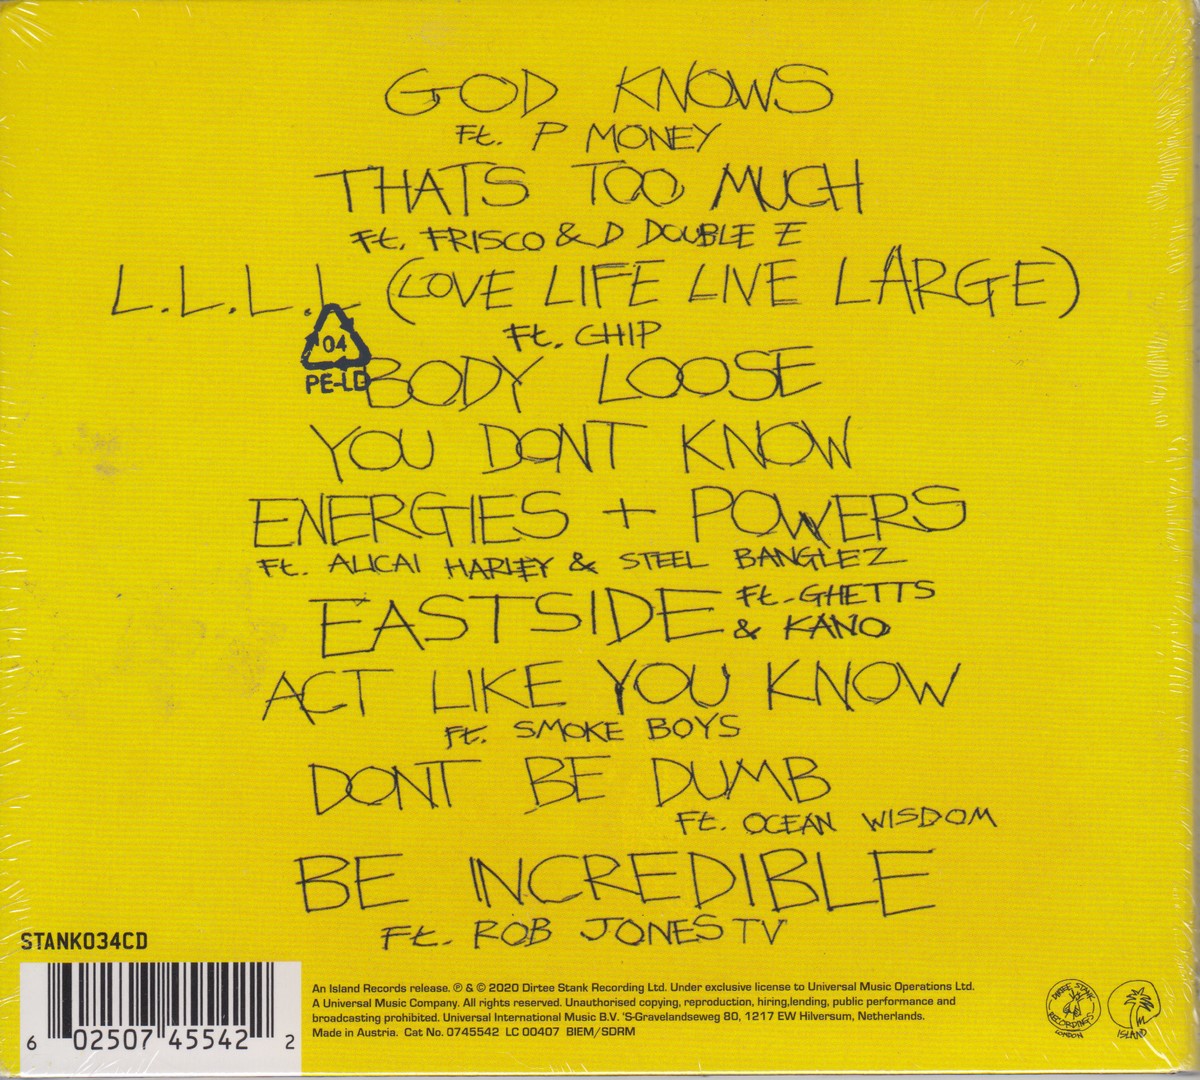 GOD KNOWS
Ft. P MONEY
THATS TOO MUCH
Ft. FRISCO & D DOUBLE E
L.L.L.L (LOVE LIFE LIVE LARGE)
Ft. CHIP
04
PE-LD
BODY LOOSE
YOU DONT KNOW
ENERGIES + POWERS
Ft. ALICAI HARLEY & STEEL BANGLEZ
EASTSIDE Ft. GHETTS
& KANO
ACT LIKE YOU KNOW
Ft. SMOKE BOYS
DONT BE DUMB
Ft. OCEAN WISDOM
BE INCREDIBLE
Ft. ROB JONES TV
STANK034CD
6 02507 45542 2
An Island Records release. ℗ & © 2020 Dirtee Stank Recording Ltd. Under exclusive license to Universal Music Operations Ltd.
A Universal Music Company. All rights reserved. Unauthorised copying, reproduction, hiring,lending, public performance and
broadcasting prohibited. Universal International Music B.V. 'S-Gravelandseweg 80, 1217 EW Hilversum, Netherlands.
Made in Austria. Cat No. 0745542 LC 00407 BIEM/SDRM
DIRTEE STANK
RECORDINGS
LONDON
ISLAND